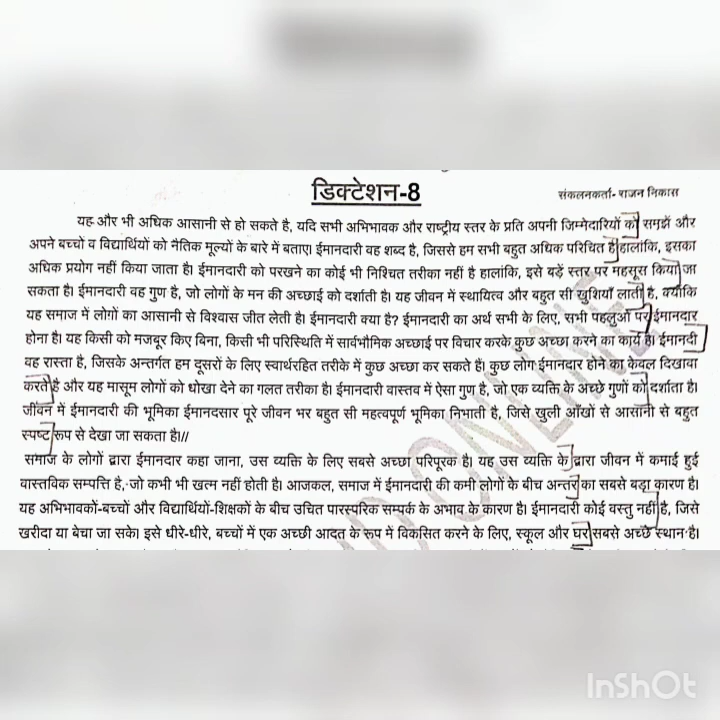 डिक्टेशन-8
संकलनकर्ता- राजन निकास
यह और भी अधिक आसानी से हो सकते है, यदि सभी अभिभावक और राष्ट्रीय स्तर के प्रति अपनी जिम्मेदारियों को समझें और
अपने बच्चों व विद्यार्थियों को नैतिक मूल्यों के बारे में बताए। ईमानदारी वह शब्द है, जिससे हम सभी बहुत अधिक परिचित है हालांकि, इसका
अधिक प्रयोग नहीं किया जाता है। ईमानदारी को परखने का कोई भी निश्चित तरीका नहीं है हालांकि, इसे बड़ें स्तर पर महसूस किया जा
सकता है। ईमानदारी वह गुण है, जो लोगों के मन की अच्छाई को दर्शाती है। यह जीवन में स्थायित्व और बहुत सी खुशियाँ लाती है, क्योंकि
यह समाज में लोगों का आसानी से विश्वास जीत लेती है। ईमानदारी क्या है? ईमानदारी का अर्थ सभी के लिए, सभी पहलुओं पर ईमानदार
होना है। यह किसी को मजबूर किए बिना, किसी भी परिस्थिति में सार्वभौमिक अच्छाई पर विचार करके कुछ अच्छा करने का कार्य है। ईमानदी
वह रास्ता है, जिसके अन्तर्गत हम दूसरों के लिए स्वार्थरहित तरीके में कुछ अच्छा कर सकते हैं। कुछ लोग ईमानदार होने का केवल दिखावा
करते है और यह मासूम लोगों को धोखा देने का गलत तरीका है। ईमानदारी वास्तव में ऐसा गुण है, जो एक व्यक्ति के अच्छे गुणों को दर्शाता है।
जीवन में ईमानदारी की भूमिका ईमानदसार पूरे जीवन भर बहुत सी महत्वपूर्ण भूमिका निभाती है, जिसे खुली आँखों से आसानी से बहुत
स्पष्ट रूप से देखा जा सकता है।//
समाज के लोगों द्वारा ईमानदार कहा जाना, उस व्यक्ति के लिए सबसे अच्छा परिपूरक है। यह उस व्यक्ति के द्वारा जीवन में कमाई हुई
वास्तविक सम्पत्ति है, जो कभी भी खत्म नहीं होती है। आजकल, समाज में ईमानदारी की कमी लोगों के बीच अन्तर का सबसे बड़ा कारण है।
यह अभिभावकों-बच्चों और विद्यार्थियों-शिक्षकों के बीच उचित पारस्परिक सम्पर्क के अभाव के कारण है। ईमानदारी कोई वस्तु नहीं है, जिसे
खरीदा या बेचा जा सके। इसे धीरे-धीरे, बच्चों में एक अच्छी आदत के रूप में विकसित करने के लिए, स्कूल और घर सबसे अच्छे स्थान है।
InShOt